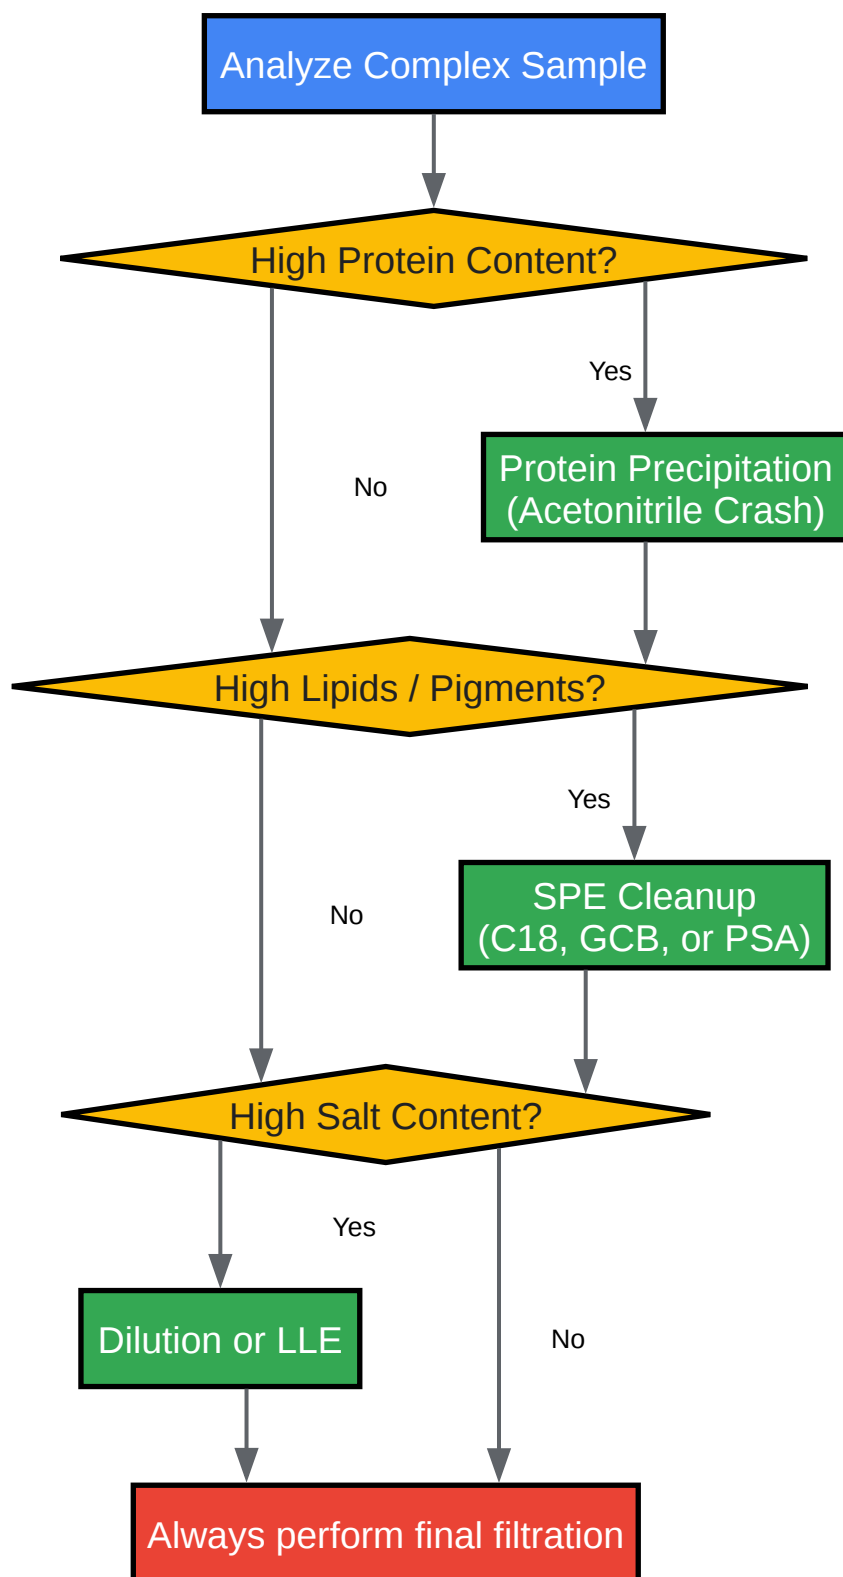 Analyze Complex Sample
High Protein Content?
Yes
Protein Precipitation
(Acetonitrile Crash)
No
High Lipids / Pigments?
Yes
SPE Cleanup
(C18, GCB, or PSA)
No
High Salt Content?
Yes
Dilution or LLE
No
Always perform final filtration